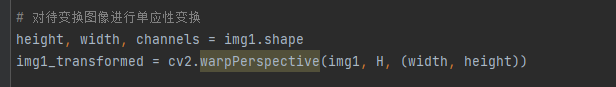 # 对待变换图像进行单应性变换
height, width, channels = img1.shape
img1_transformed = cv2.warpPerspective(img1, H, (width, height))